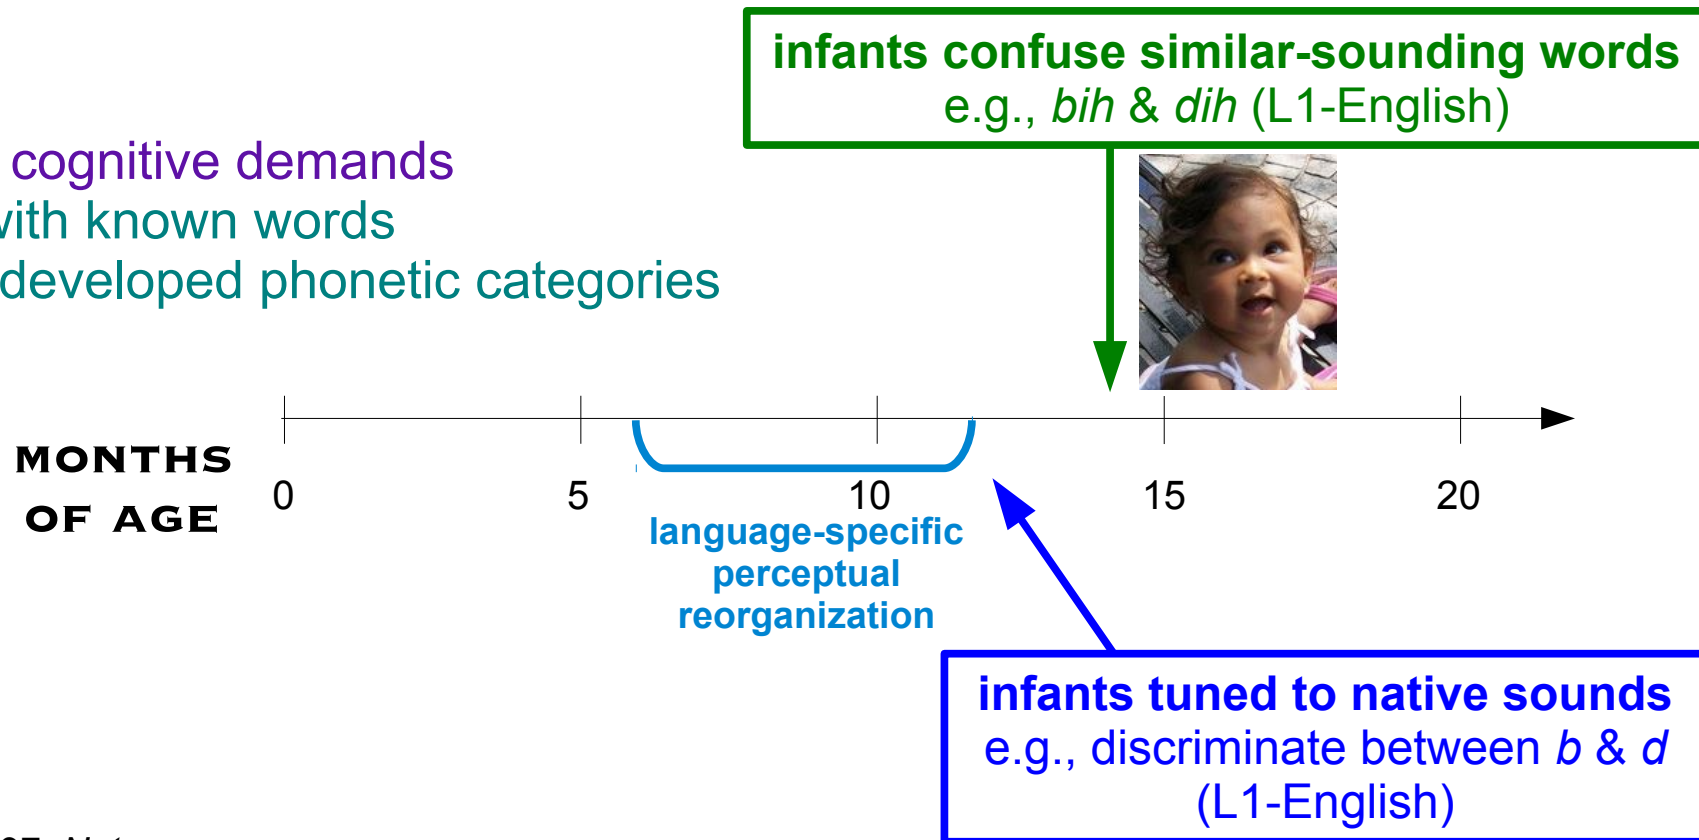 infants confuse similar-sounding words
e.g., bih & dih (L1-English)
cognitive demands
with known words
developed phonetic categories
MONTHS
OF AGE
0 5 10 15 20
language-specific
perceptual
reorganization
infants tuned to native sounds
e.g., discriminate between b & d
(L1-English)